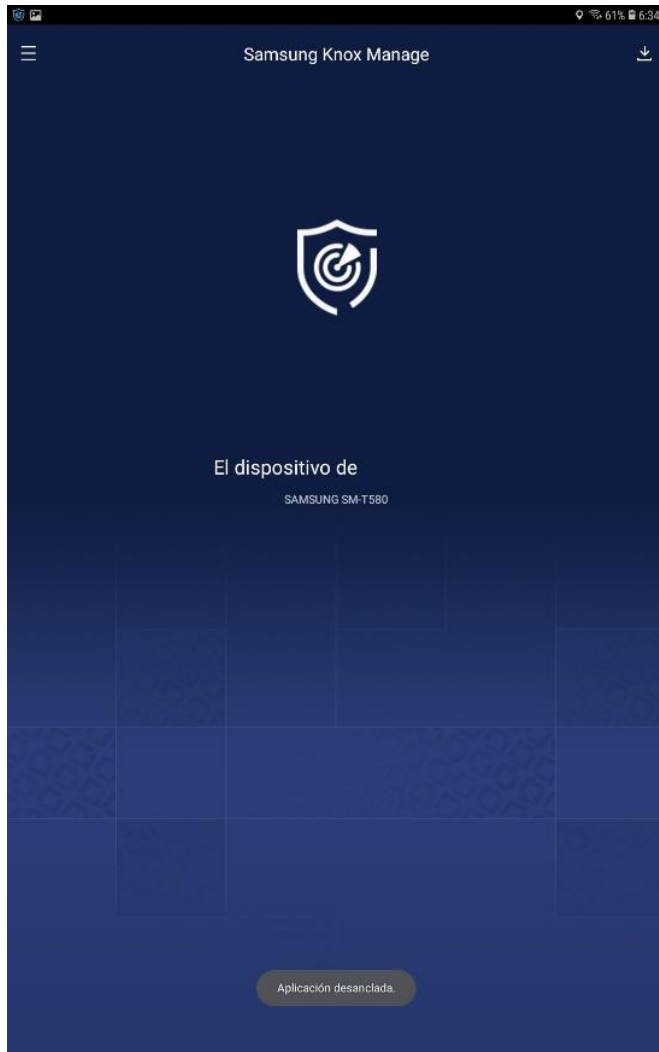 61% 6:34
Samsung Knox Manage
El dispositivo de
SAMSUNG SM-T580
Aplicación desanclada.